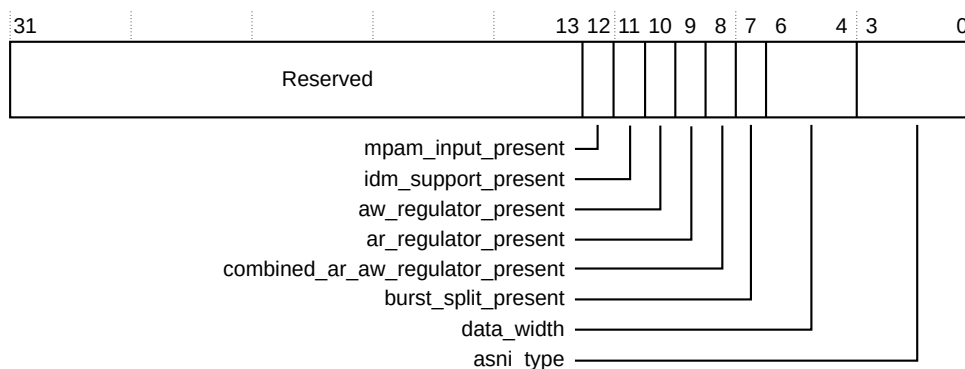 31 13 12 11 10 9 8 7 6 4 3 0
Reserved
mpam_input_present
idm_support_present
aw_regulator_present
ar_regulator_present
combined_ar_aw_regulator_present
burst_split_present
data_width
asni_type